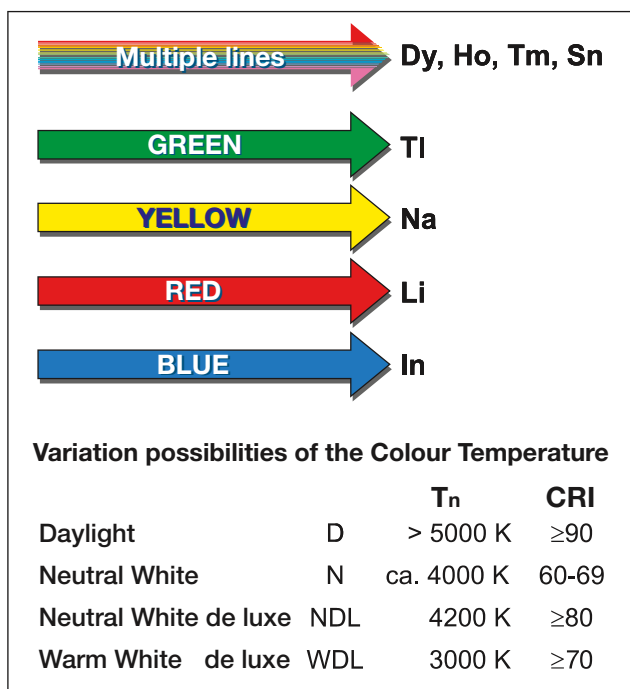 Multiple lines Dy, Ho, Tm, Sn
GREEN Tl
YELLOW Na
RED Li
BLUE In
Variation possibilities of the Colour Temperature
Tn CRI
Daylight D > 5000 K ≥90
Neutral White N ca. 4000 K 60-69
Neutral White de luxe NDL 4200 K ≥80
Warm White de luxe WDL 3000 K ≥70